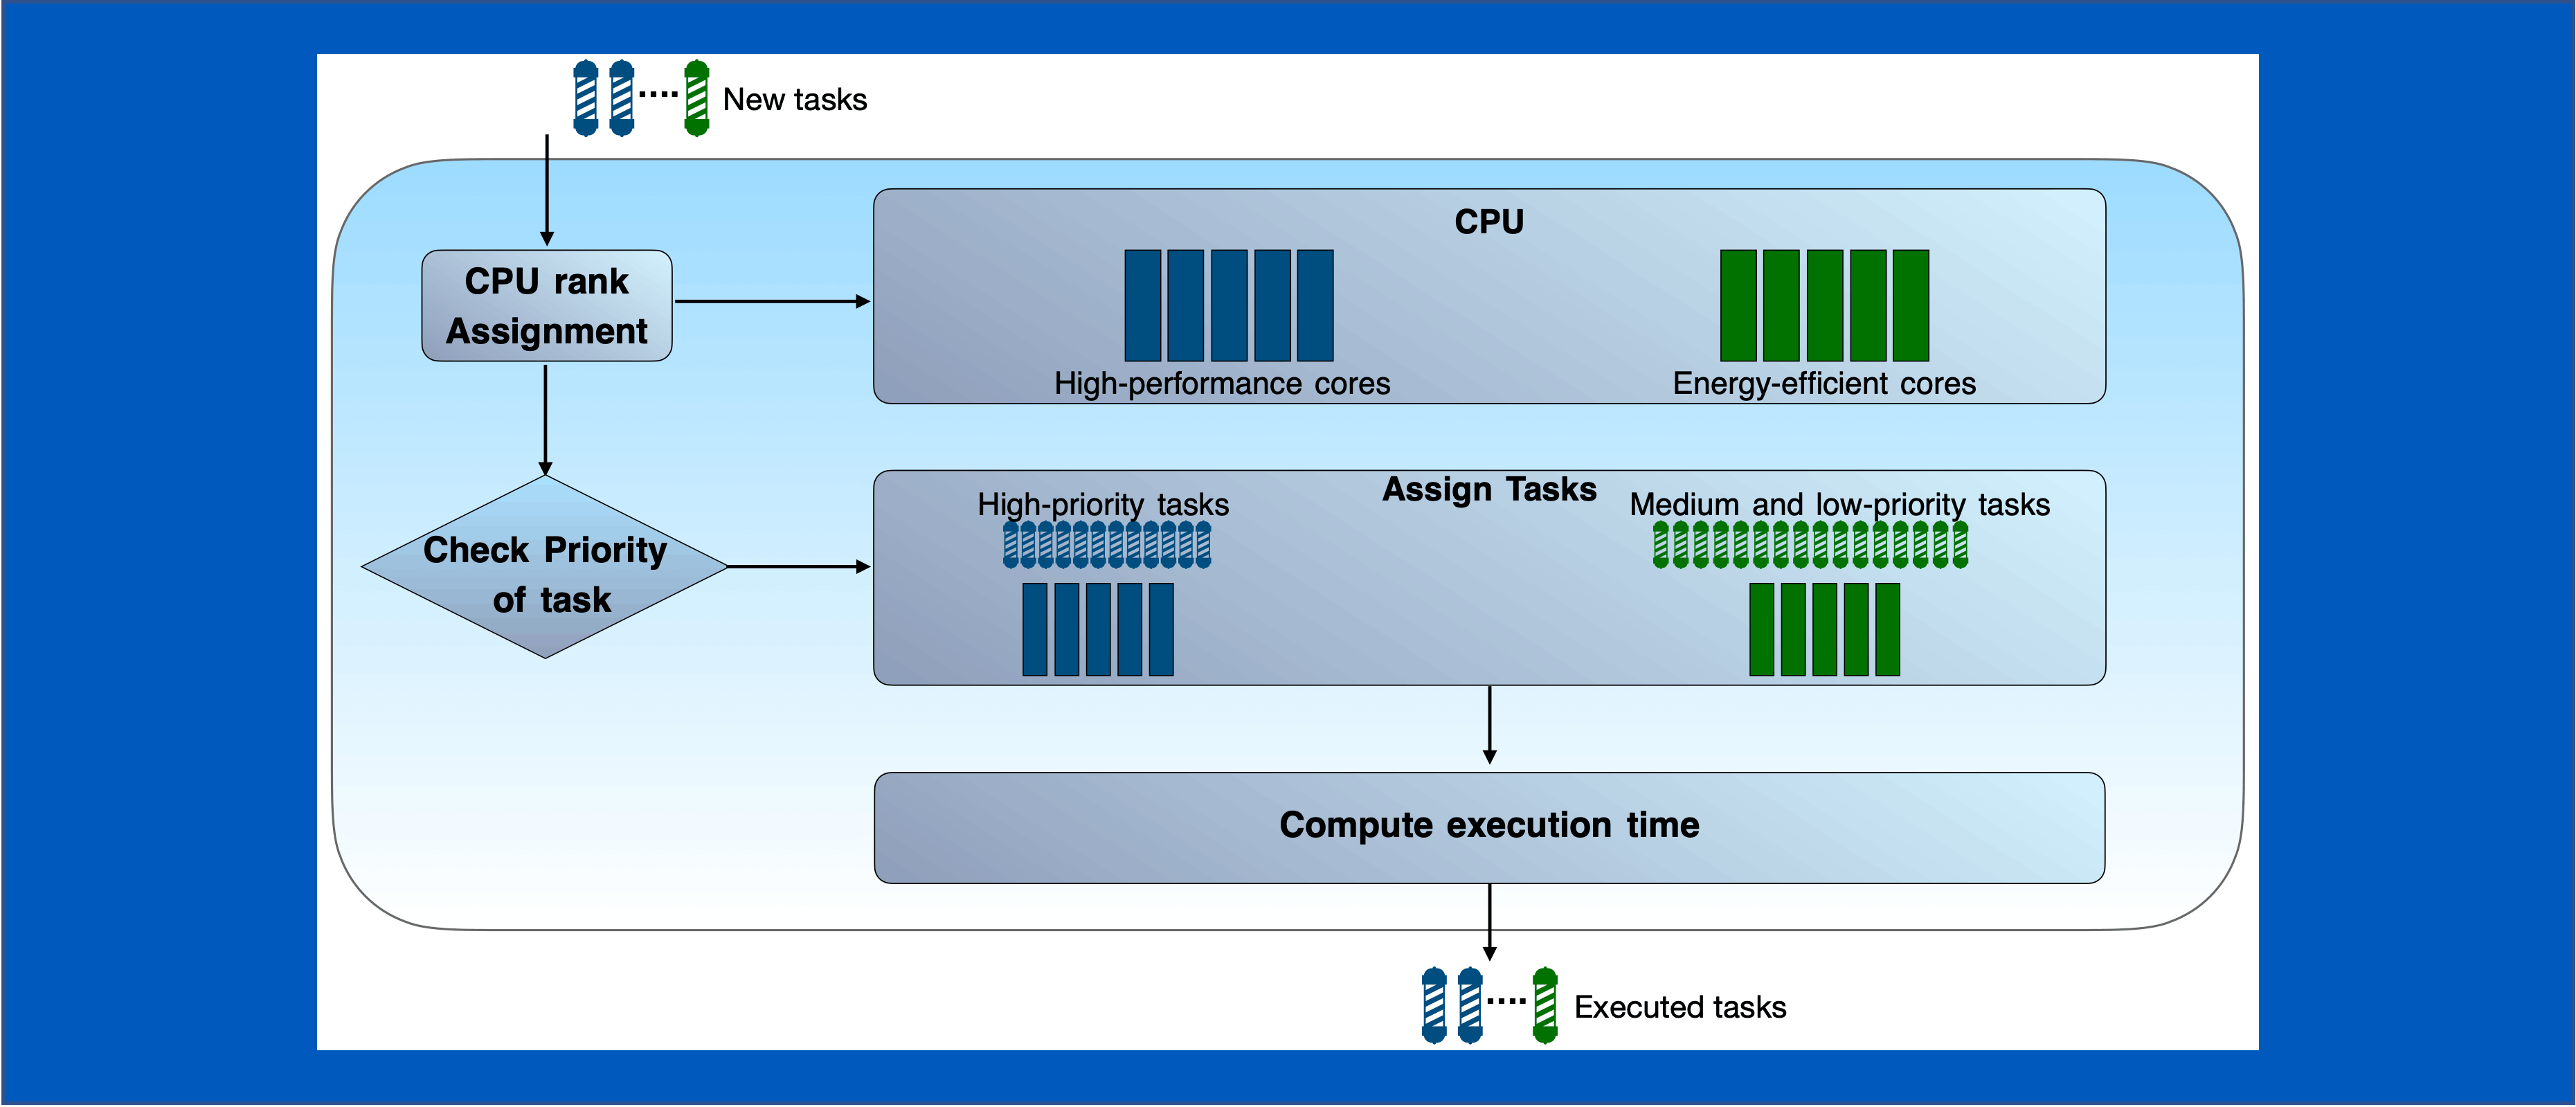 New tasks
CPU rank
Assignment
CPU
High-performance cores
Energy-efficient cores
Check Priority
of task
Assign Tasks
High-priority tasks
Medium and low-priority tasks
Compute execution time
Executed tasks